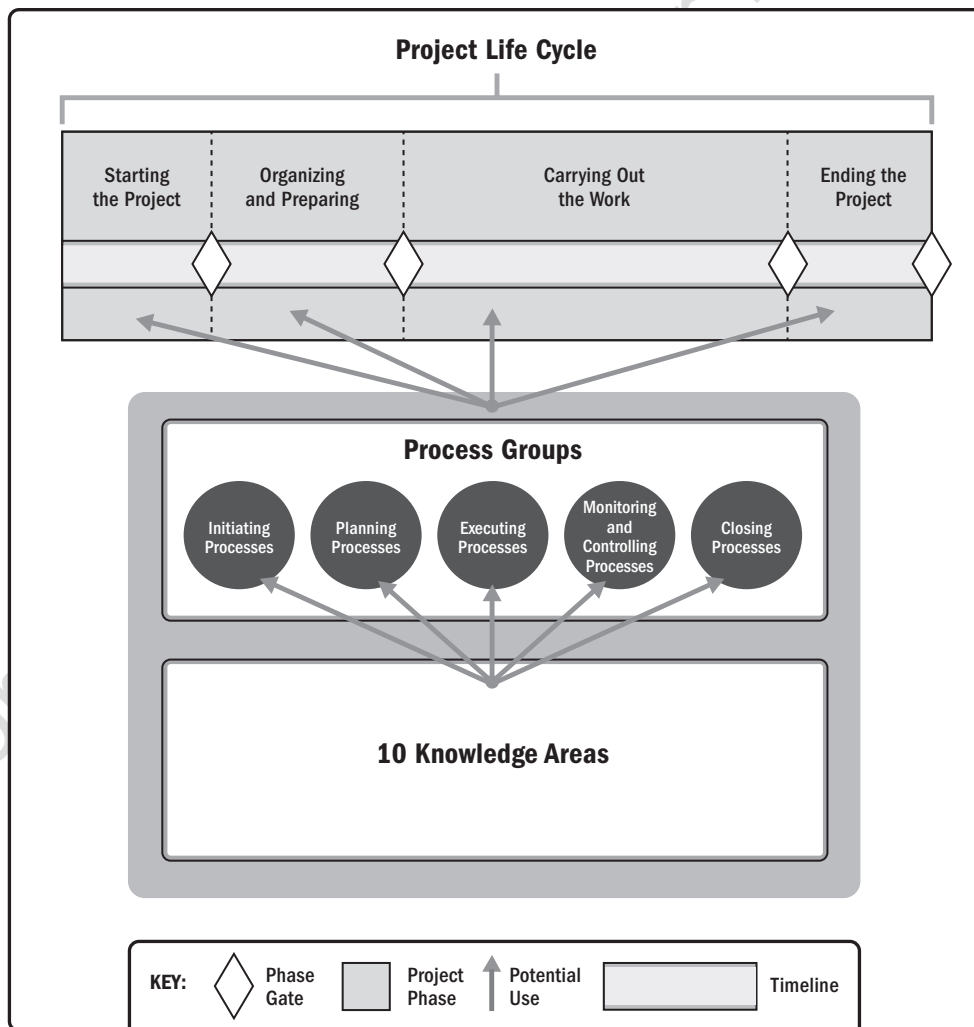 Project Life Cycle
Starting
the Project
Organizing
and Preparing
Carrying Out
the Work
Ending the
Project
Process Groups
Initiating
Processes
Planning
Processes
Executing
Processes
Monitoring
and
Controlling
Processes
Closing
Processes
10 Knowledge Areas
KEY:
Phase
Gate
Project
Phase
Potential
Use
Timeline